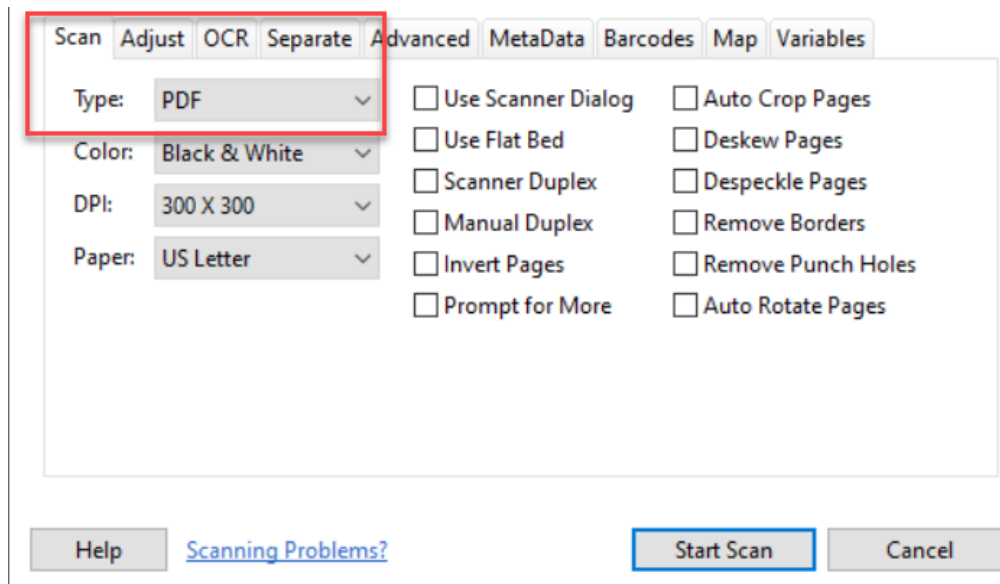 Scan Adjust OCR Separate Advanced MetaData Barcodes Map Variables
Type: PDF Use Scanner Dialog Auto Crop Pages
Color: Black & White Use Flat Bed Deskew Pages
Scanner Duplex Despeckle Pages
DPI: 300 X 300 Manual Duplex Remove Borders
Paper: US Letter Invert Pages Remove Punch Holes
Prompt for More Auto Rotate Pages
Help Scanning Problems? Start Scan Cancel